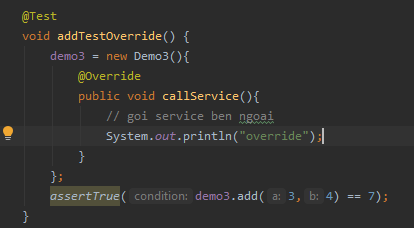 @Test
void addTestOverride() {
demo3 = new Demo3(){
@Override
public void callService(){
// goi service ben ngoai
System.out.println("override");
}
};
assertTrue( condition: demo3.add( a: 3, b: 4) == 7);
}